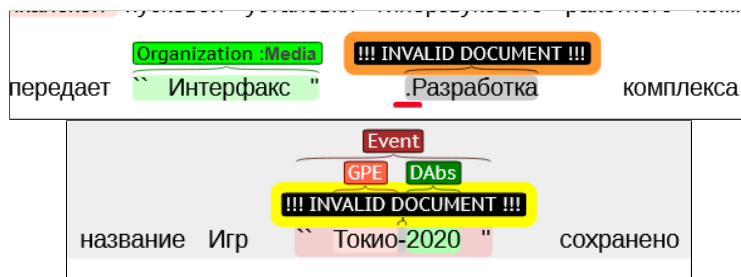 Organization :Media !!! INVALID DOCUMENT !!!
передает `` Интерфакс " .Разработка комплекса
Event
GPE DAbs
!!! INVALID DOCUMENT !!!
название Игр `` Токио-2020 " сохранено